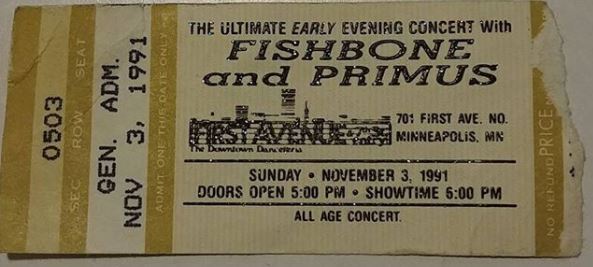 THE ULTIMATE EARLY EVENING CONCERT With
FISHBONE
and PRIMUS
FIRST AVENUE
The Downtown Danceteria
701 FIRST AVE. NO.
MINNEAPOLIS, MN
SUNDAY • NOVEMBER 3, 1991
DOORS OPEN 5:00 PM • SHOWTIME 6:00 PM
ALL AGE CONCERT.
SEC ROW SEAT
0503
GEN. ADM.
NOV 3, 1991
ADMIT ONE THIS DATE ONLY
NO REFUND PRICE